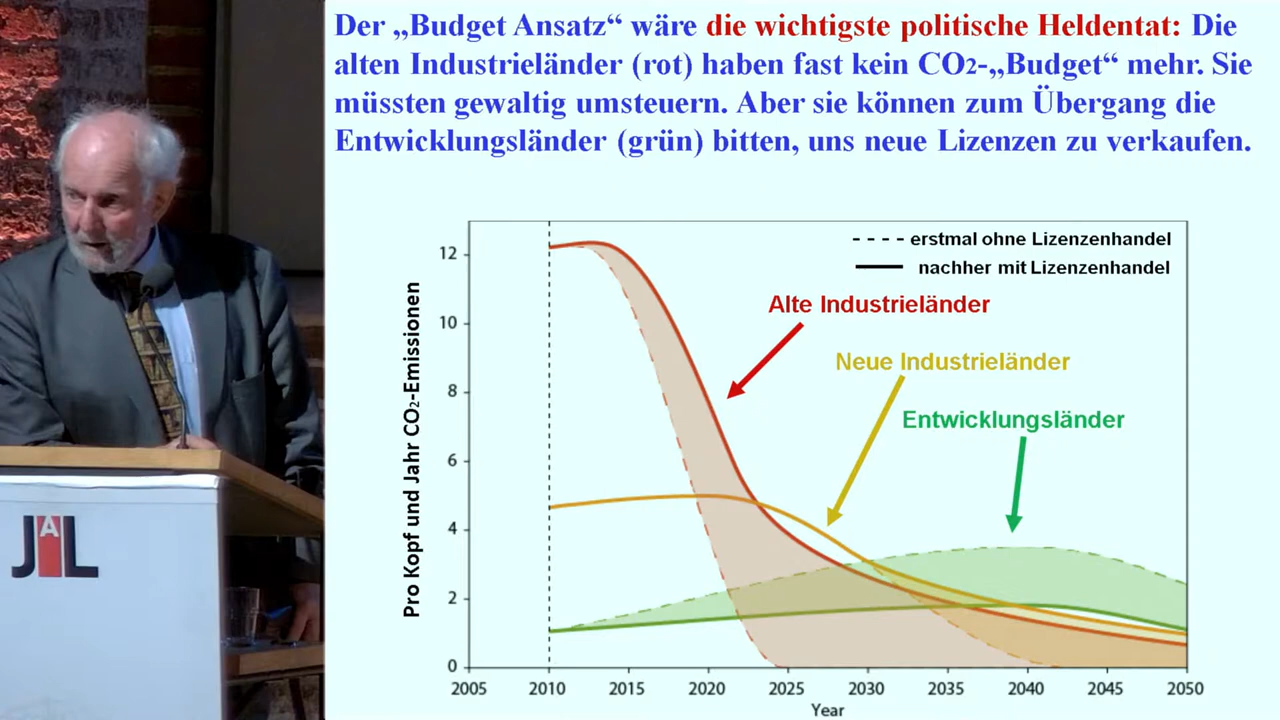 Der „Budget Ansatz“ wäre die wichtigste politische Heldentat: Die
alten Industrieländer (rot) haben fast kein CO2-„Budget“ mehr. Sie
müssten gewaltig umsteuern. Aber sie können zum Übergang die
Entwicklungsländer (grün) bitten, uns neue Lizenzen zu verkaufen.
erstmal ohne Lizenzenhandel
nachher mit Lizenzenhandel
Alte Industrieländer
Neue Industrieländer
Entwicklungsländer
Pro Kopf und Jahr CO2-Emissionen
12
10
8
6
4
2
0
2005 2010 2015 2020 2025 2030 2035 2040 2045 2050
Year
JAL